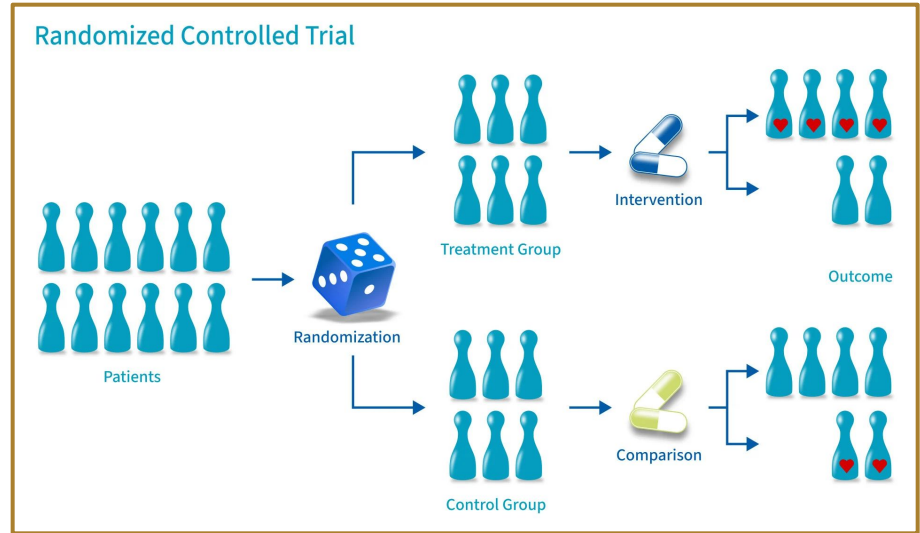 Randomized Controlled Trial
Patients
Randomization
Treatment Group
Intervention
Outcome
Control Group
Comparison